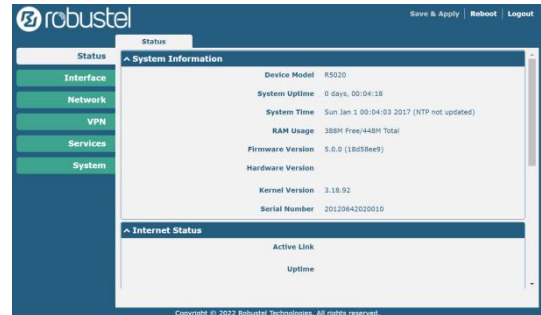 robustel
Save & Apply | Reboot | Logout
Status
Status
Interface
Network
VPN
Services
System
System Information
Device Model R5020
System Uptime 0 days, 00:04:18
System Time Sun Jan 1 00:04:03 2017 (NTP not updated)
RAM Usage 388M Free/448M Total
Firmware Version 5.0.0 (18d58ee9)
Hardware Version
Kernel Version 3.18.92
Serial Number 20120642020010
Internet Status
Active Link
Uptime
Copyright © 2022 Robustel Technologies. All rights reserved.